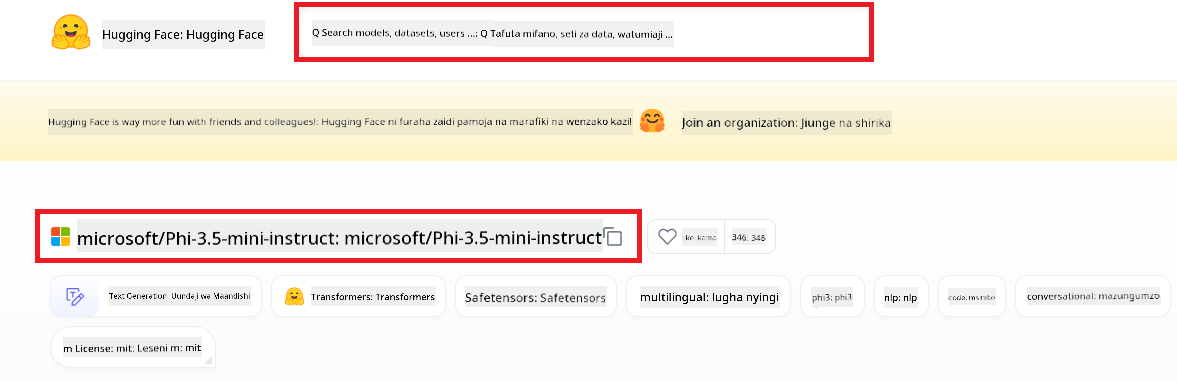 Hugging Face: Hugging Face
Q Search models, datasets, users ...: Q Tafuta mifano, seti za data, watumiaji ...
Hugging Face is way more fun with friends and colleagues!: Hugging Face ni furaha zaidi pamoja na marafiki na wenzako kazi!
Join an organization: Jiunge na shirika
microsoft/Phi-3.5-mini-instruct: microsoft/Phi-3.5-mini-instruct
ke: kama
346: 346
Text Generation: Uundaji wa Maandishi
Transformers: Transformers
Safetensors: Safetensors
multilingual: lugha nyingi
phi3: phi3
nlp: nlp
code: msimbo
conversational: mazungumzo
m License: mit: Leseni m: mit